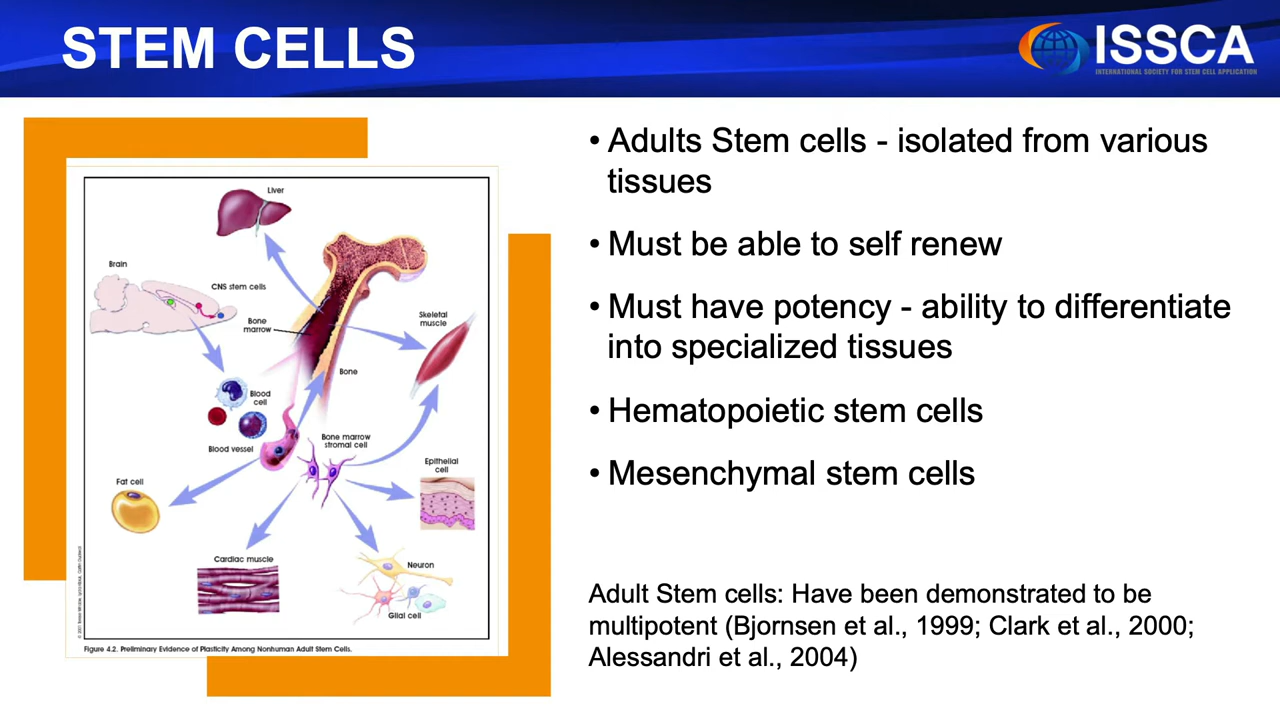 STEM CELLS
ISSCA
INTERNATIONAL SOCIETY FOR STEM CELL APPLICATION
Liver
Brain
CNS stem cells
Bone
marrow
Skeletal
muscle
Bone
Blood
cell
Blood vessel
Bone marrow
stromal cell
Epithelial
cell
Fat cell
Cardiac muscle
Neuron
Glial cell
Figure 4.2. Preliminary Evidence of Plasticity Among Nonhuman Adult Stem Cells.
• Adults Stem cells - isolated from various
tissues
• Must be able to self renew
• Must have potency - ability to differentiate
into specialized tissues
• Hematopoietic stem cells
• Mesenchymal stem cells
Adult Stem cells: Have been demonstrated to be
multipotent (Bjornsen et al., 1999; Clark et al., 2000;
Alessandri et al., 2004)